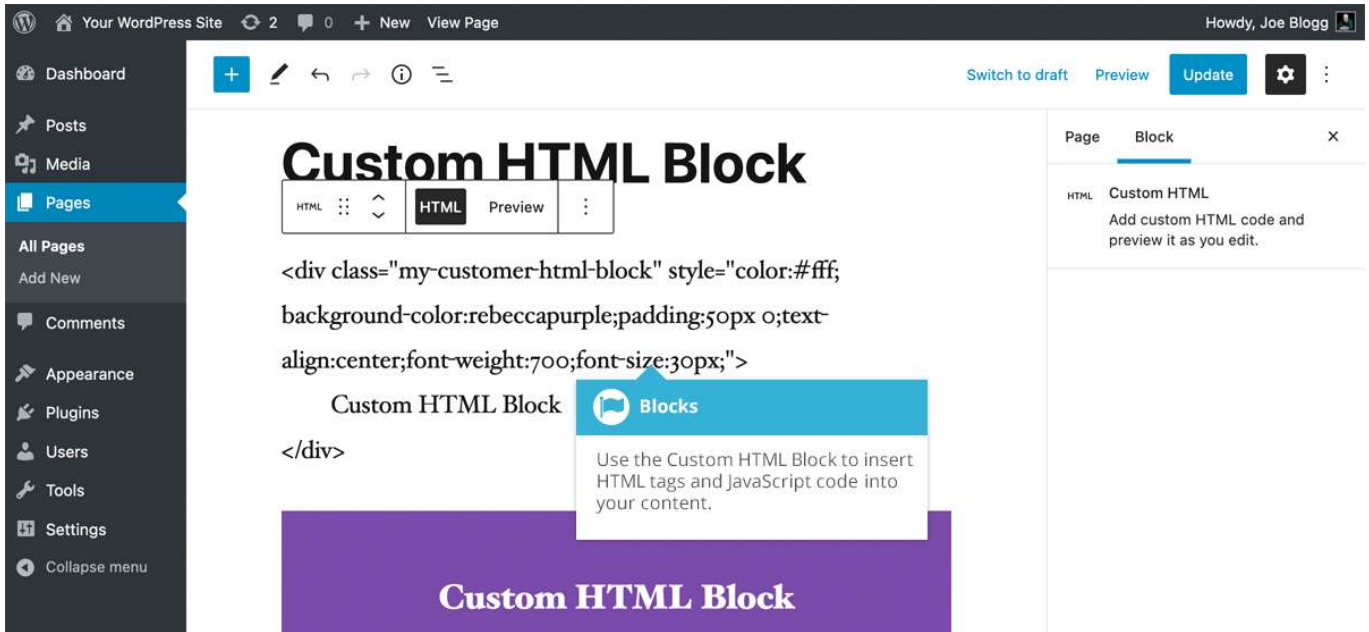 Your WordPress Site 2 0 New View Page Howdy, Joe Blogg
Dashboard
Posts
Media
Pages
All Pages
Add New
Comments
Appearance
Plugins
Users
Tools
Settings
Collapse menu
Switch to draft Preview Update
Custom HTML Block
HTML HTML Preview
<div class="my-customer-html-block" style="color:#fff;
background-color:rebeccapurple;padding:50px 0;text-
align:center;font-weight:700;font-size:30px;">
Custom HTML Block
</div>
Blocks
Use the Custom HTML Block to insert
HTML tags and JavaScript code into
your content.
Custom HTML Block
Page Block
HTML Custom HTML
Add custom HTML code and
preview it as you edit.